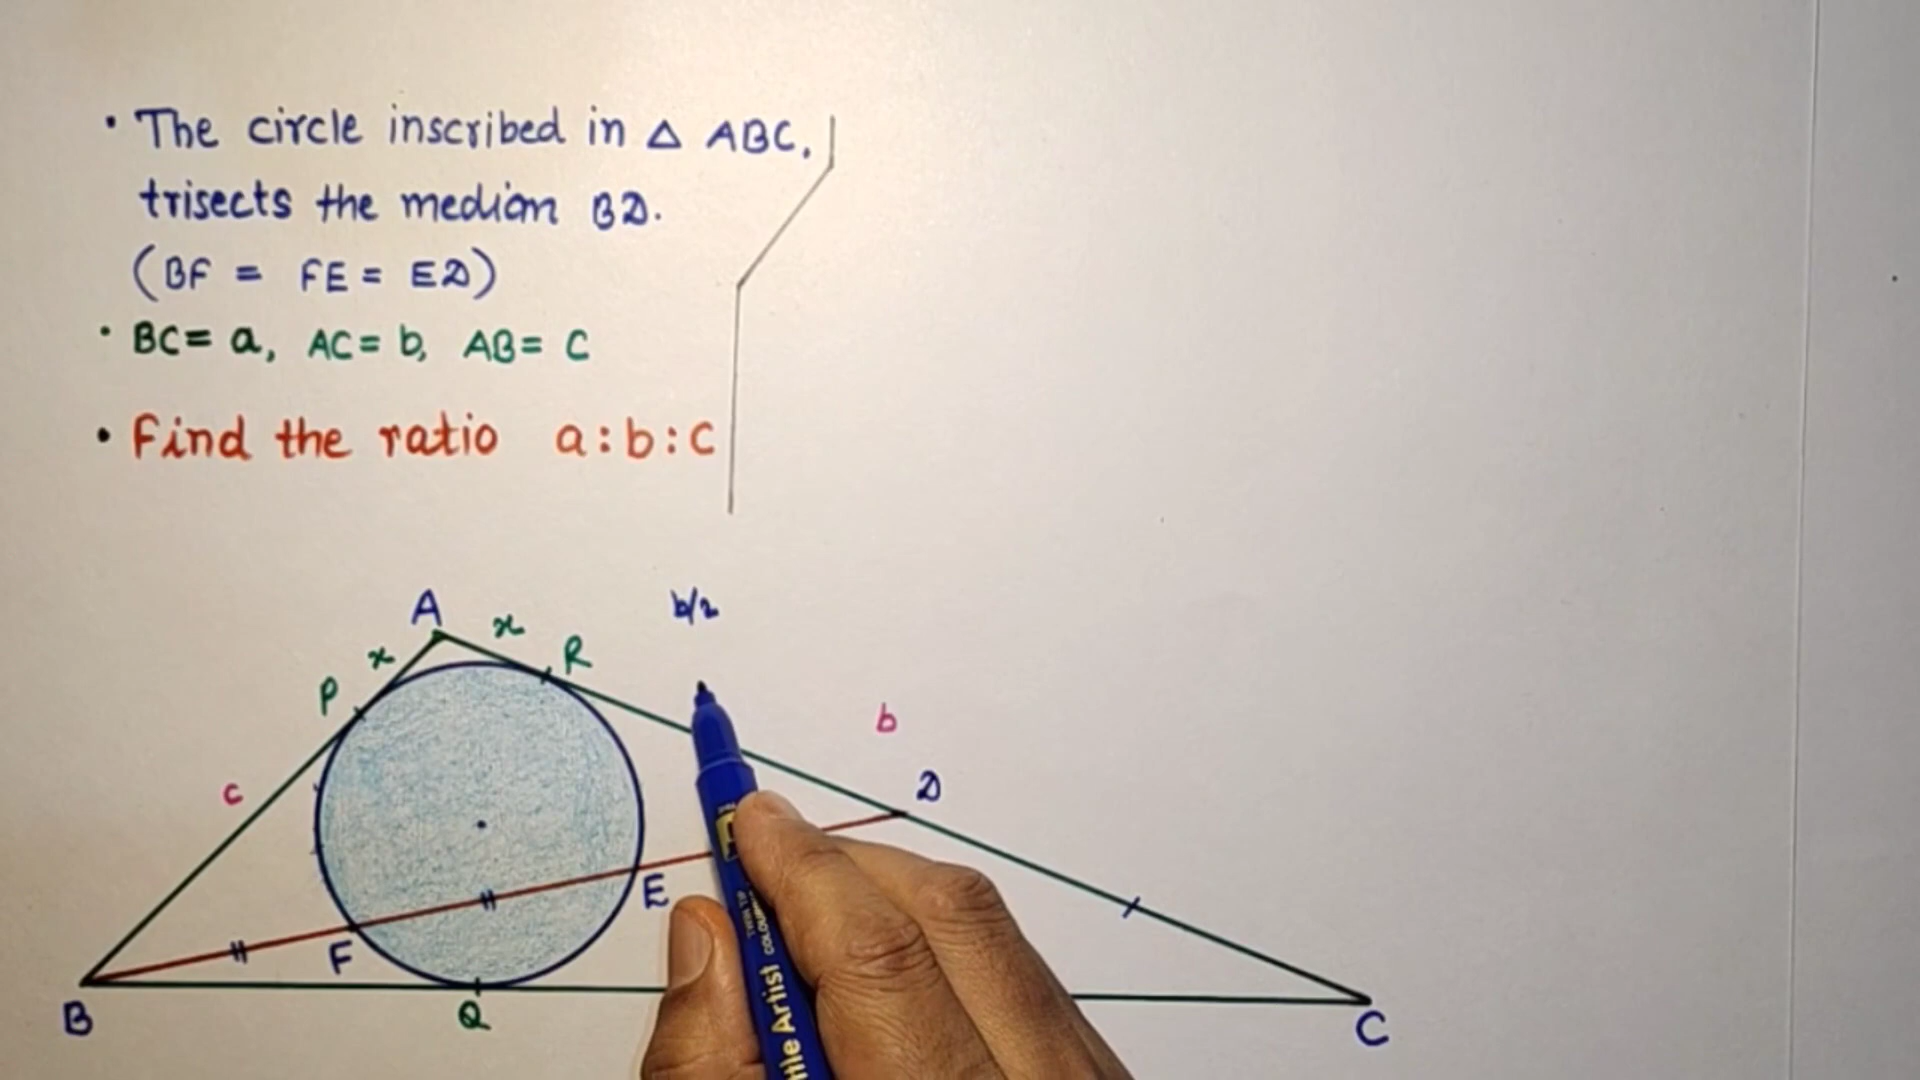 • The circle inscribed in △ ABC,
trisects the median BD.
(BF = FE = ED)
• BC = a, AC = b, AB = c
• Find the ratio a : b : c
A
x
x
R
P
b/2
b
c
D
E
F
B
Q
C
Artist